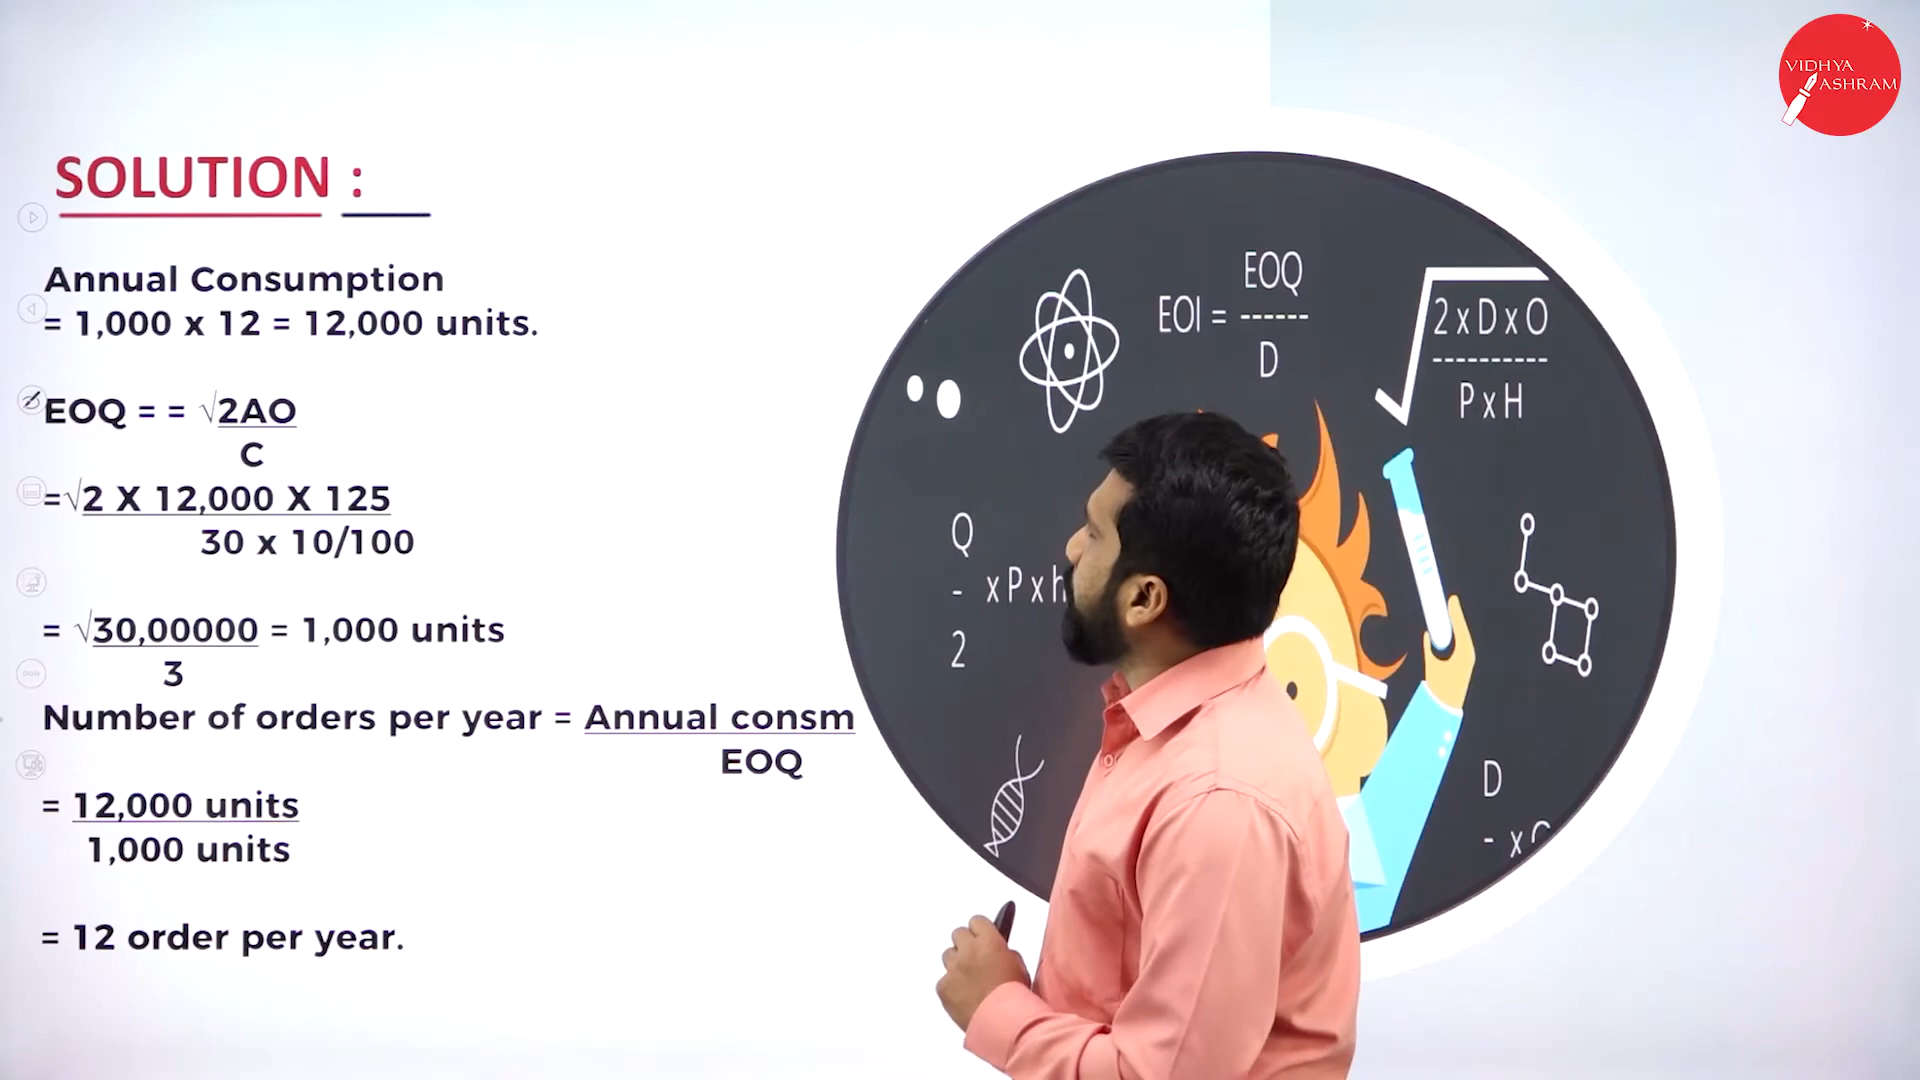 VIDHYA
ASHRAM
SOLUTION :
Annual Consumption
= 1,000 x 12 = 12,000 units.
EOQ = = √2AO
C
=√2 X 12,000 X 125
30 x 10/100
= √30,00000 = 1,000 units
3
Number of orders per year = Annual consm
EOQ
= 12,000 units
1,000 units
= 12 order per year.
EOQ
EOI = ------
D
√2 x D x O
----------
P x H
Q
- x P x h
2
D
- x